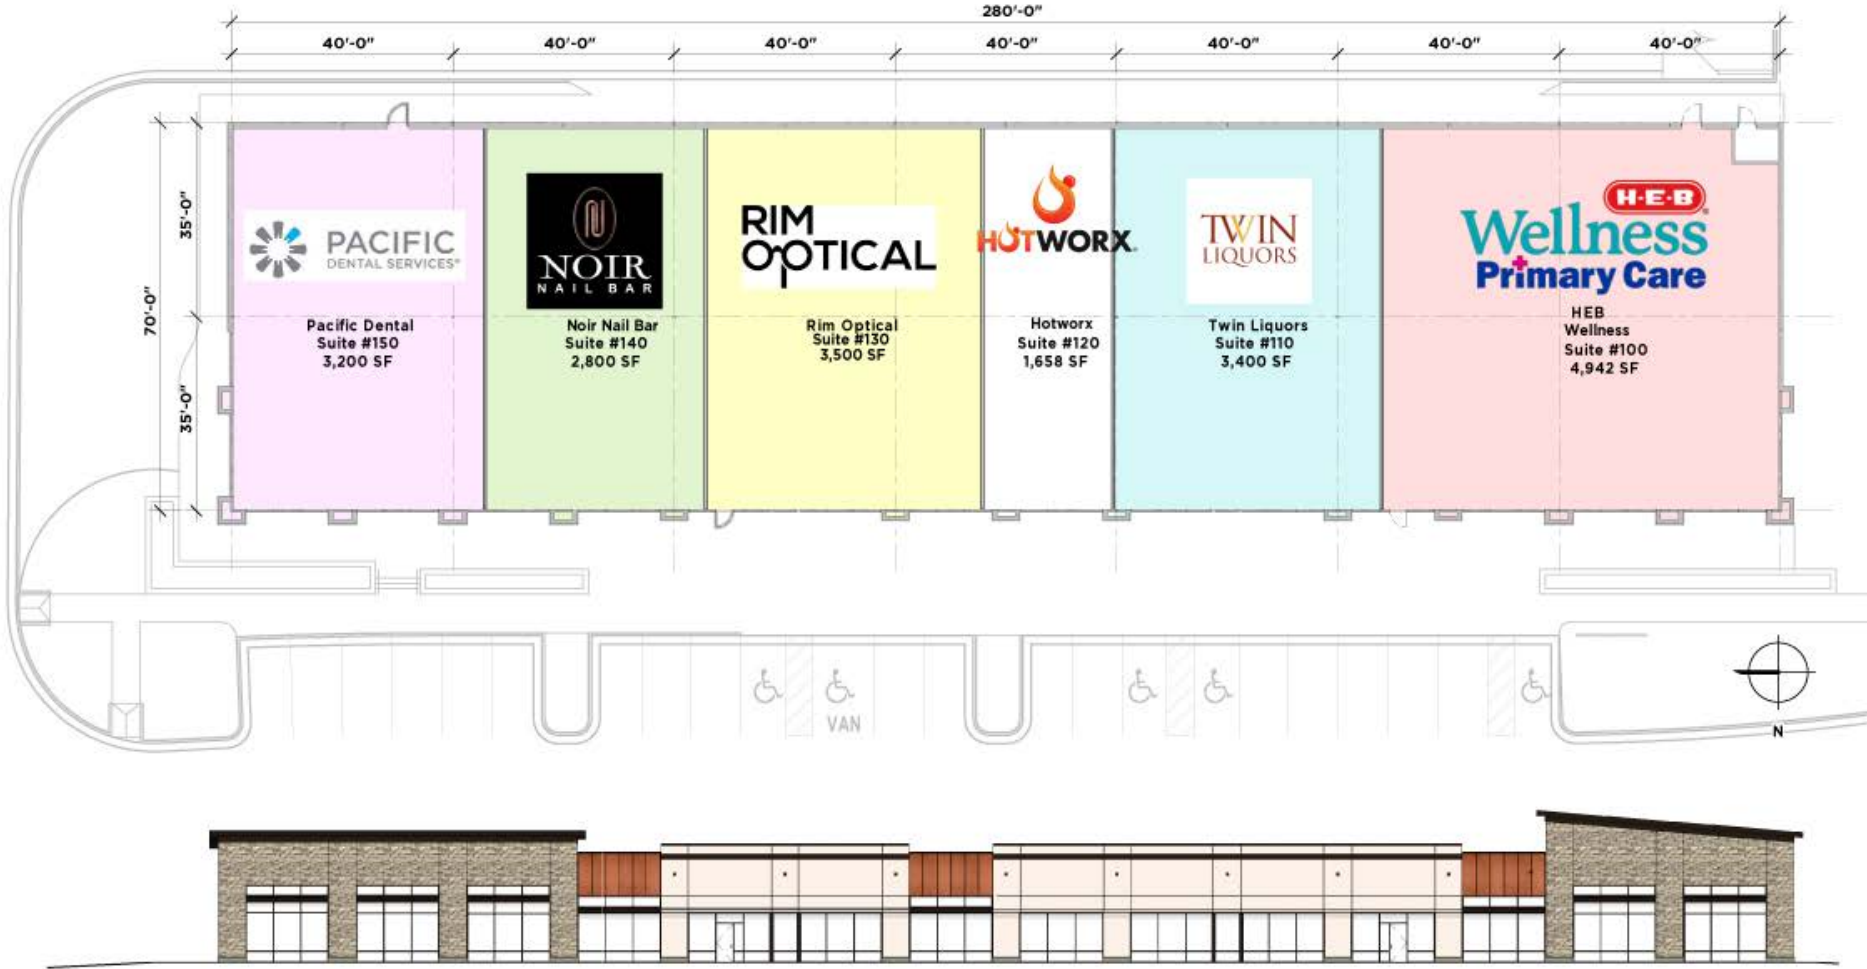 280'-0"
40'-0"
40'-0"
40'-0"
40'-0"
40'-0"
40'-0"
40'-0"
70'-0"
35'-0"
35'-0"
PACIFIC
DENTAL SERVICES®
Pacific Dental
Suite #150
3,200 SF
NOIR
NAIL BAR
Noir Nail Bar
Suite #140
2,800 SF
RIM
OPTICAL
Rim Optical
Suite #130
3,500 SF
HOTWORX®
Hotworx
Suite #120
1,658 SF
TWIN
LIQUORS
Twin Liquors
Suite #110
3,400 SF
H-E-B®
Wellness
Primary Care
HEB
Wellness
Suite #100
4,942 SF
VAN
N